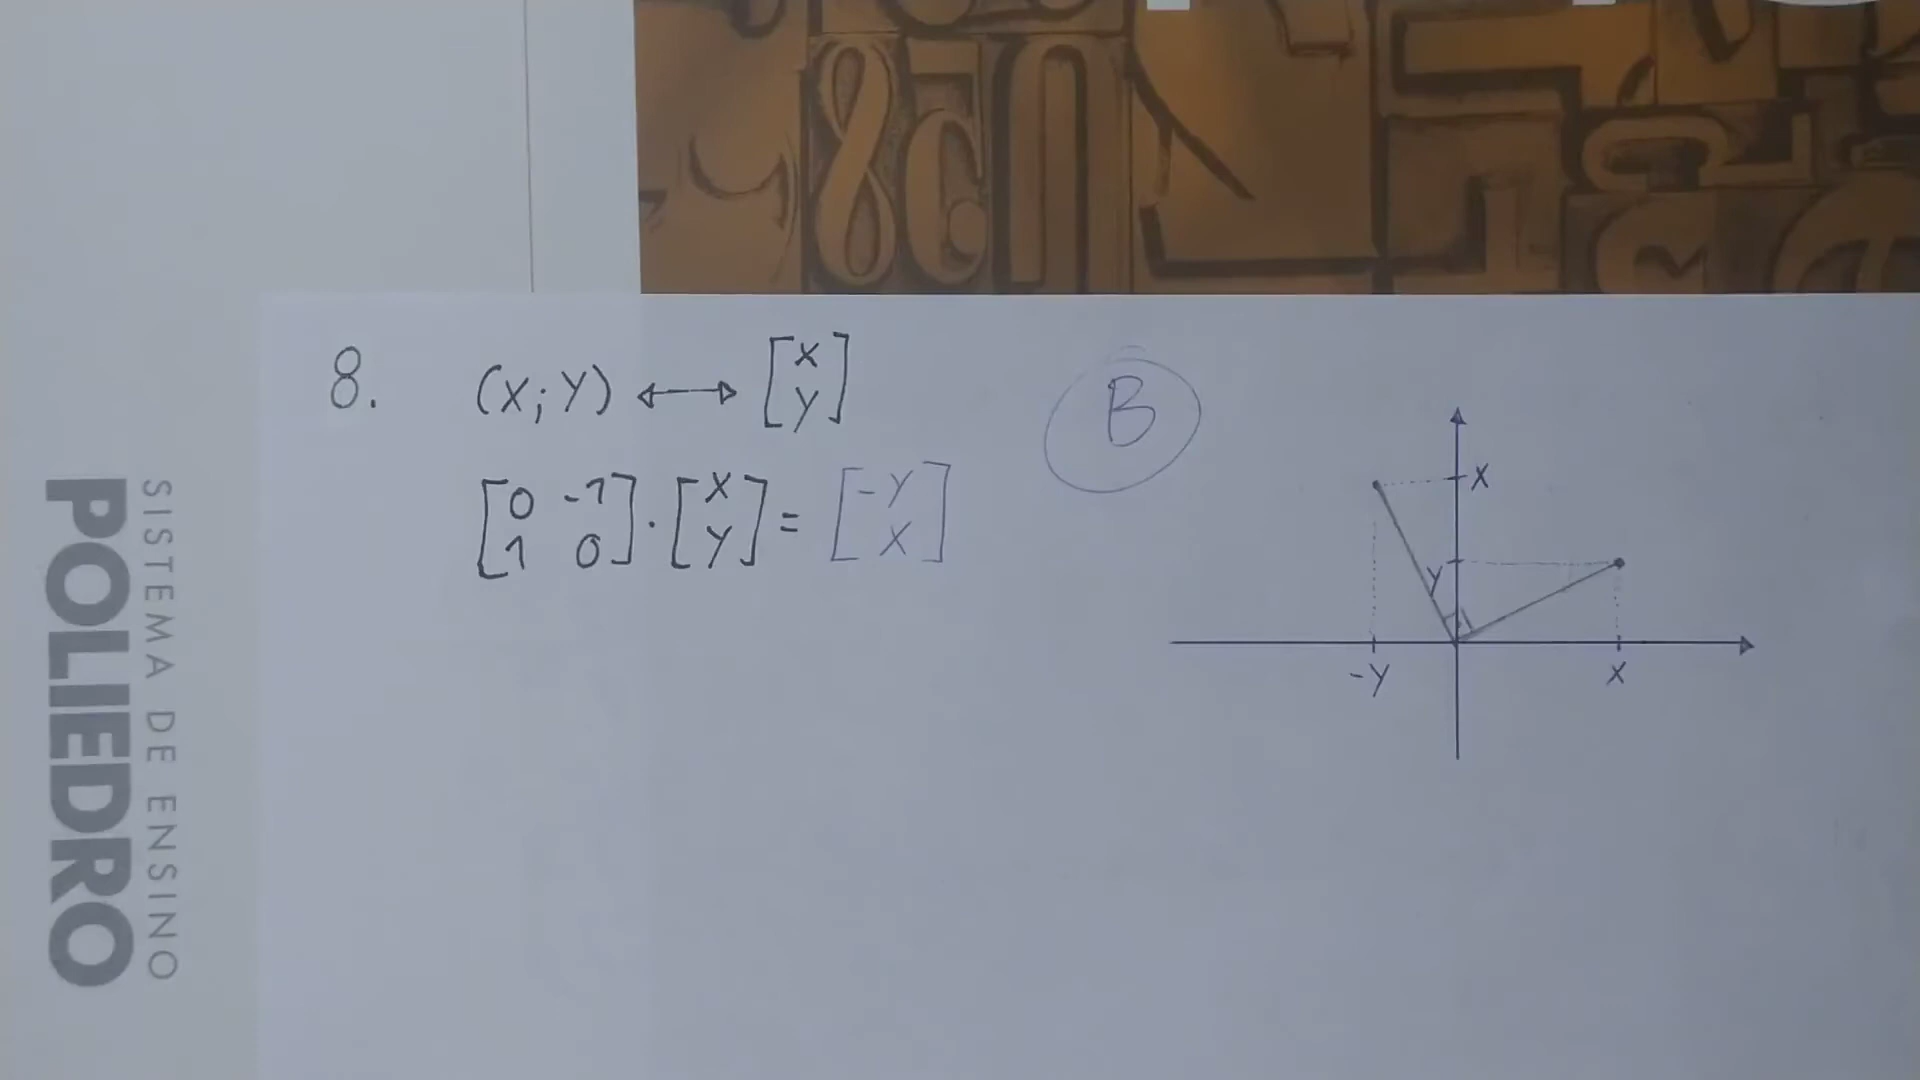 SISTEMA DE ENSINO
POLIEDRO
8. (X; Y) ↔ [X Y]
[0 -1 1 0] · [X Y] = [-Y X]
B
X
Y
-Y X